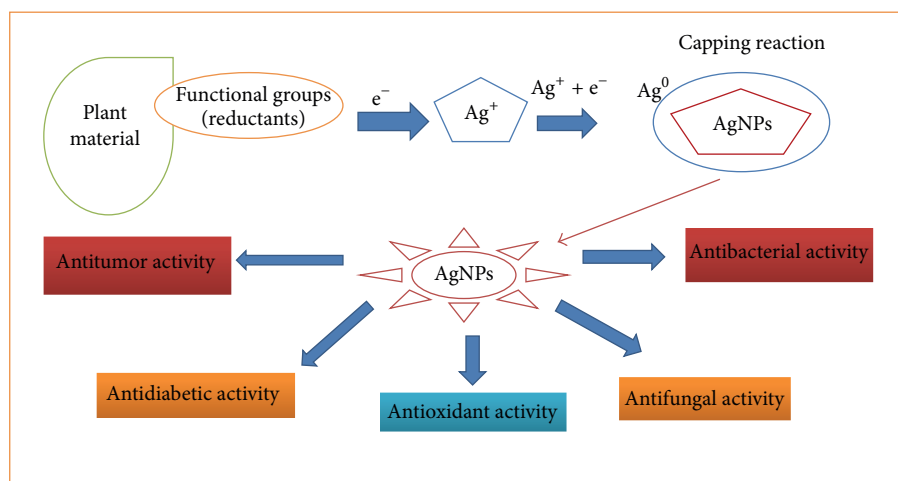 Capping reaction
Plant
material
Functional groups
(reductants)
e⁻
Ag⁺
Ag⁺ + e⁻
Ag⁰
AgNPs
Antitumor activity
AgNPs
Antibacterial activity
Antidiabetic activity
Antioxidant activity
Antifungal activity